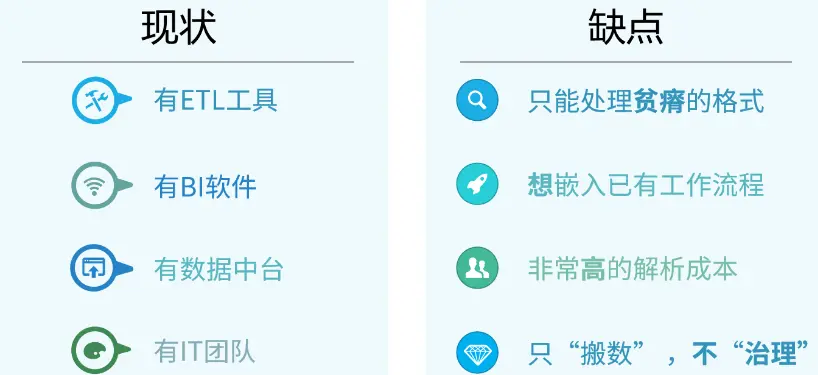 现状
有ETL工具
有BI软件
有数据中台
有IT团队
缺点
只能处理贫瘠的格式
想嵌入已有工作流程
非常高的解析成本
只“搬数”，不“治理”